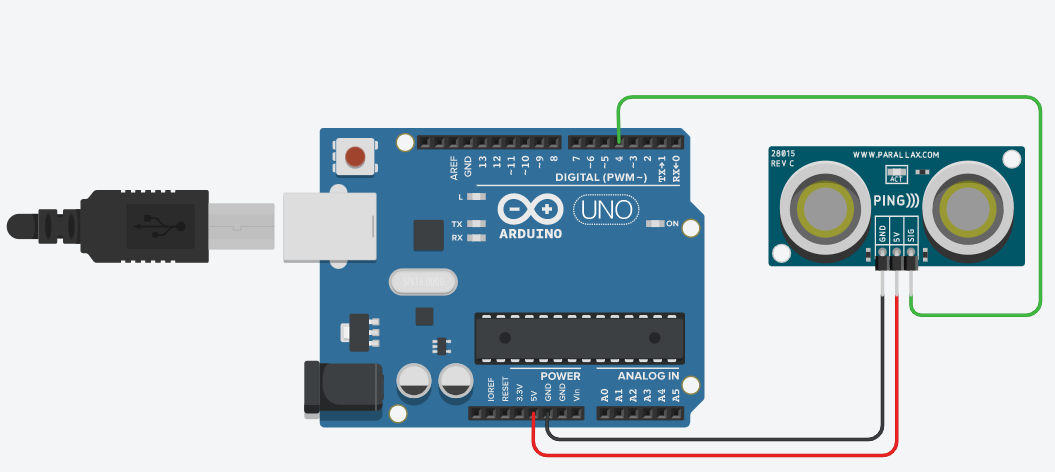 28015
REV C
WWW.PARALLAX.COM
ACT
PING)))
GND
5V
SIG
AREF
GND
13
12
~11
~10
~9
8
7
~6
~5
4
~3
2
TX→1
RX←0
DIGITAL (PWM~)
L
TX
RX
ARDUINO
UNO
ON
POWER
ANALOG IN
IOREF
RESET
3.3V
5V
GND
GND
Vin
A0
A1
A2
A3
A4
A5